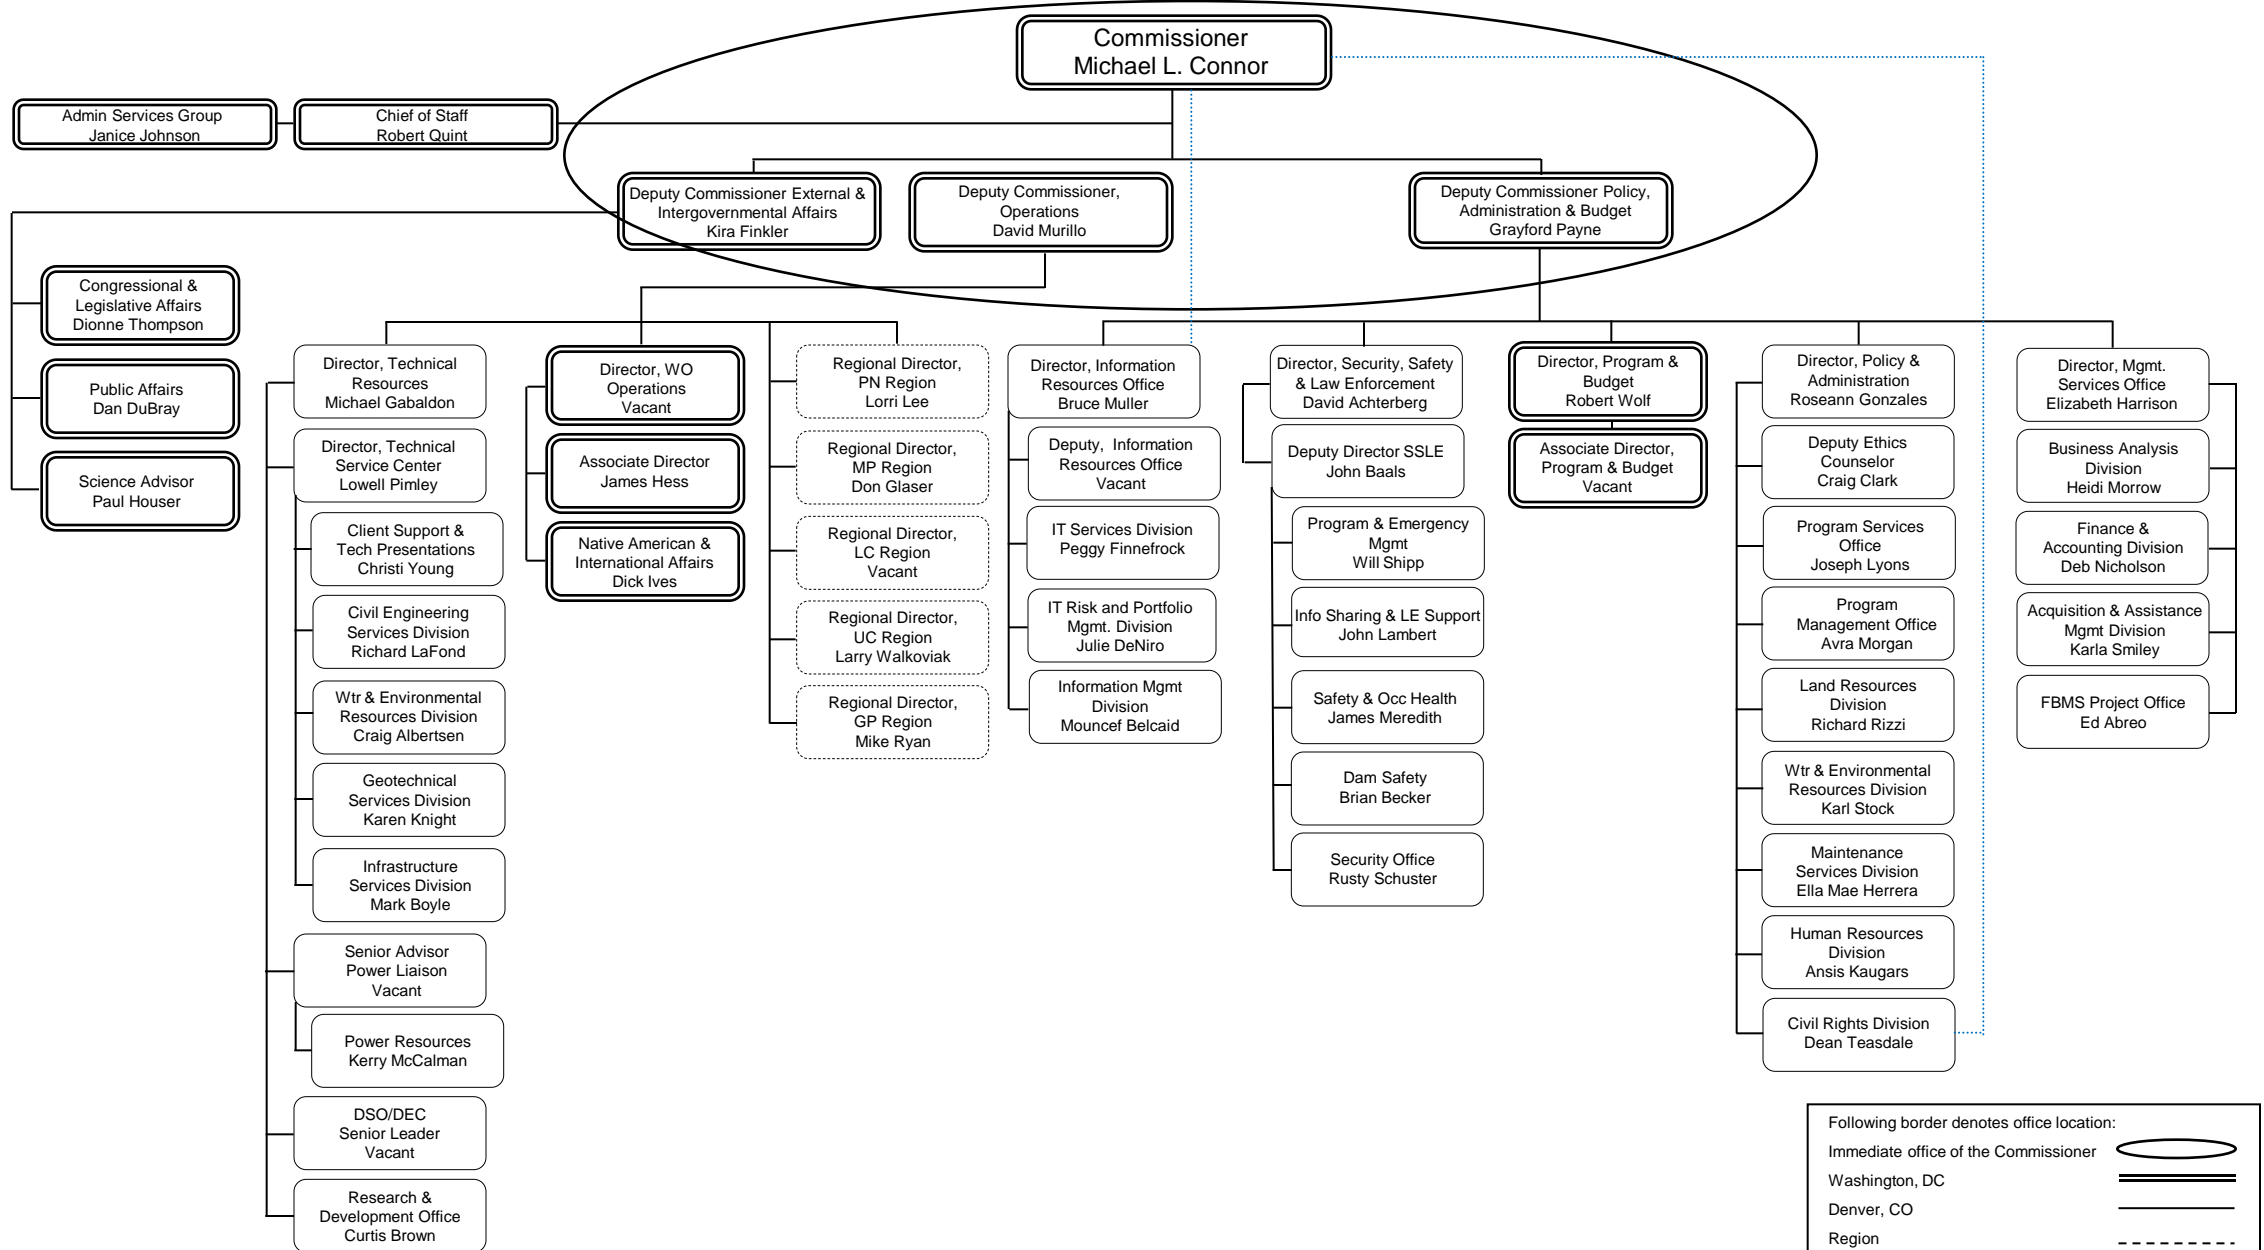 Commissioner
Michael L. Connor
Admin Services Group
Janice Johnson
Chief of Staff
Robert Quint
Deputy Commissioner External &
Intergovernmental Affairs
Kira Finkler
Deputy Commissioner,
Operations
David Murillo
Deputy Commissioner Policy,
Administration & Budget
Grayford Payne
Congressional &
Legislative Affairs
Dionne Thompson
Public Affairs
Dan DuBray
Science Advisor
Paul Houser
Director, Technical
Resources
Michael Gabaldon
Director, Technical
Service Center
Lowell Pimley
Client Support &
Tech Presentations
Christi Young
Civil Engineering
Services Division
Richard LaFond
Wtr & Environmental
Resources Division
Craig Albertsen
Geotechnical
Services Division
Karen Knight
Infrastructure
Services Division
Mark Boyle
Senior Advisor
Power Liaison
Vacant
Power Resources
Kerry McCalman
DSO/DEC
Senior Leader
Vacant
Research &
Development Office
Curtis Brown
Director, WO
Operations
Vacant
Associate Director
James Hess
Native American &
International Affairs
Dick Ives
Regional Director,
PN Region
Lorri Lee
Regional Director,
MP Region
Don Glaser
Regional Director,
LC Region
Vacant
Regional Director,
UC Region
Larry Walkoviak
Regional Director,
GP Region
Mike Ryan
Director, Information
Resources Office
Bruce Muller
Deputy, Information
Resources Office
Vacant
IT Services Division
Peggy Finnefrock
IT Risk and Portfolio
Mgmt. Division
Julie DeNiro
Information Mgmt
Division
Mouncef Belcaid
Director, Security, Safety
& Law Enforcement
David Achterberg
Deputy Director SSLE
John Baals
Program & Emergency
Mgmt
Will Shipp
Info Sharing & LE Support
John Lambert
Safety & Occ Health
James Meredith
Dam Safety
Brian Becker
Security Office
Rusty Schuster
Director, Program &
Budget
Robert Wolf
Associate Director,
Program & Budget
Vacant
Director, Policy &
Administration
Roseann Gonzales
Deputy Ethics
Counselor
Craig Clark
Program Services
Office
Joseph Lyons
Program
Management Office
Avra Morgan
Land Resources
Division
Richard Rizzi
Wtr & Environmental
Resources Division
Karl Stock
Maintenance
Services Division
Ella Mae Herrera
Human Resources
Division
Ansis Kaugars
Civil Rights Division
Dean Teasdale
Director, Mgmt.
Services Office
Elizabeth Harrison
Business Analysis
Division
Heidi Morrow
Finance &
Accounting Division
Deb Nicholson
Acquisition & Assistance
Mgmt Division
Karla Smiley
FBMS Project Office
Ed Abreo
Following border denotes office location:
Immediate office of the Commissioner
Washington, DC
Denver, CO
Region